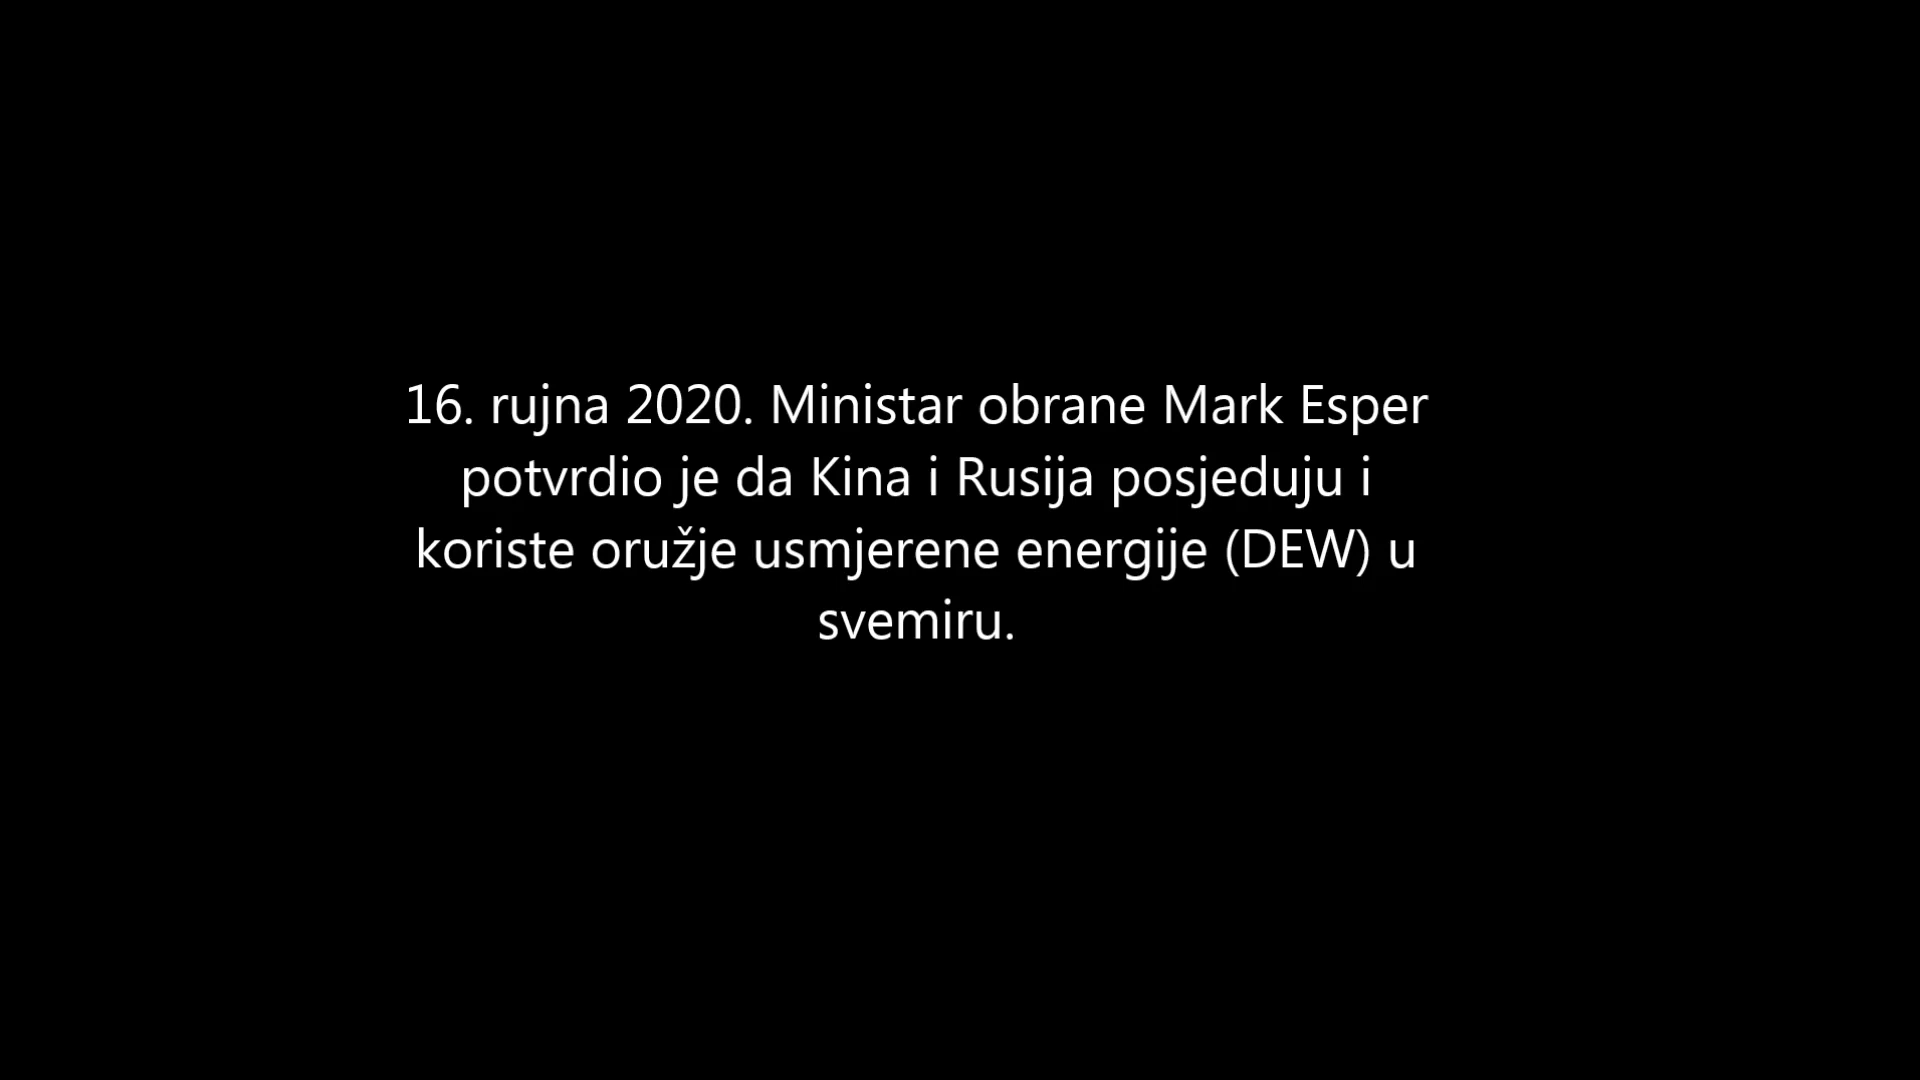 16. rujna 2020. Ministar obrane Mark Esper
potvrdio je da Kina i Rusija posjeduju i
koriste oružje usmjerene energije (DEW) u
svemiru.